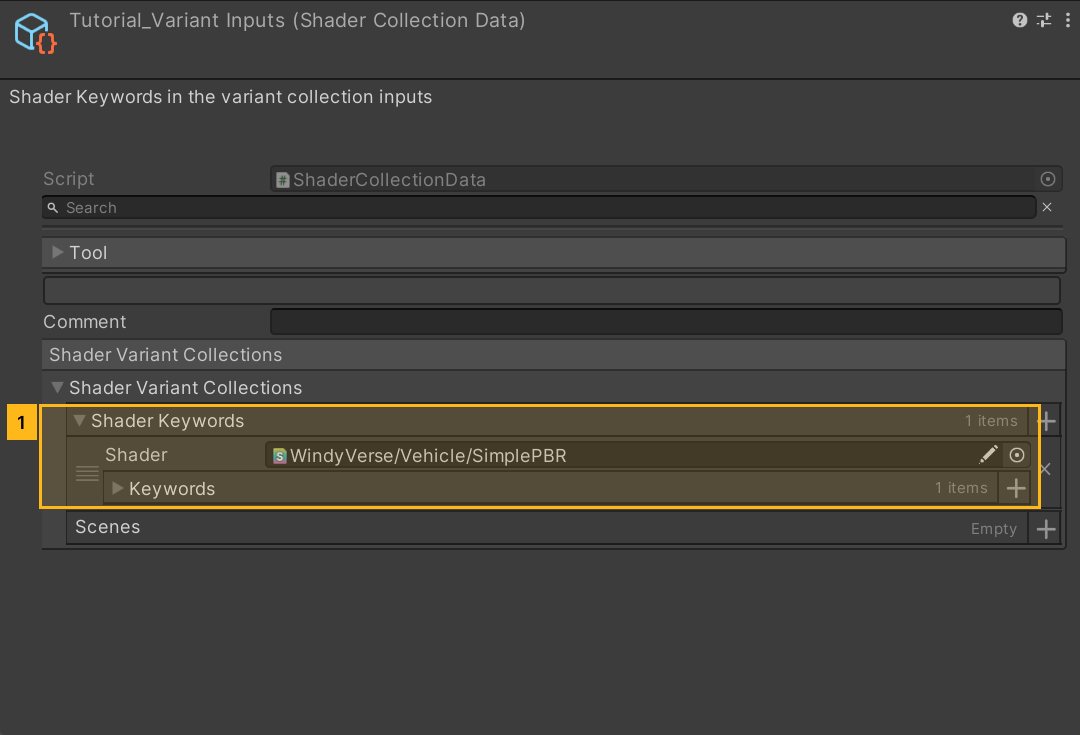 Tutorial_Variant Inputs (Shader Collection Data)
Shader Keywords in the variant collection inputs
Script ShaderCollectionData
Search
Tool
Comment
Shader Variant Collections
Shader Variant Collections
1 Shader Keywords 1 items
Shader WindyVerse/Vehicle/SimplePBR
Keywords 1 items
Scenes Empty